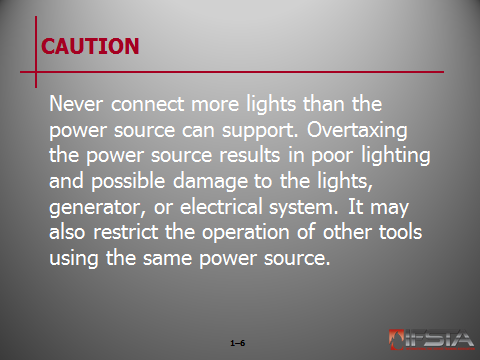 CAUTION
Never connect more lights than the
power source can support. Overtaxing
the power source results in poor lighting
and possible damage to the lights,
generator, or electrical system. It may
also restrict the operation of other tools
using the same power source.
1–6
IFSTA